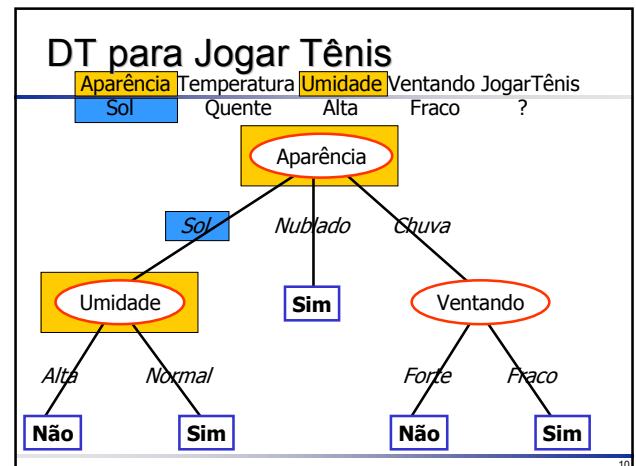 DT para Jogar Tênis
Aparência Temperatura Umidade Ventando JogarTênis
Sol Quente Alta Fraco ?
Aparência
Sol Nublado Chuva
Umidade Sim Ventando
Alta Normal Forte Fraco
Não Sim Não Sim
10